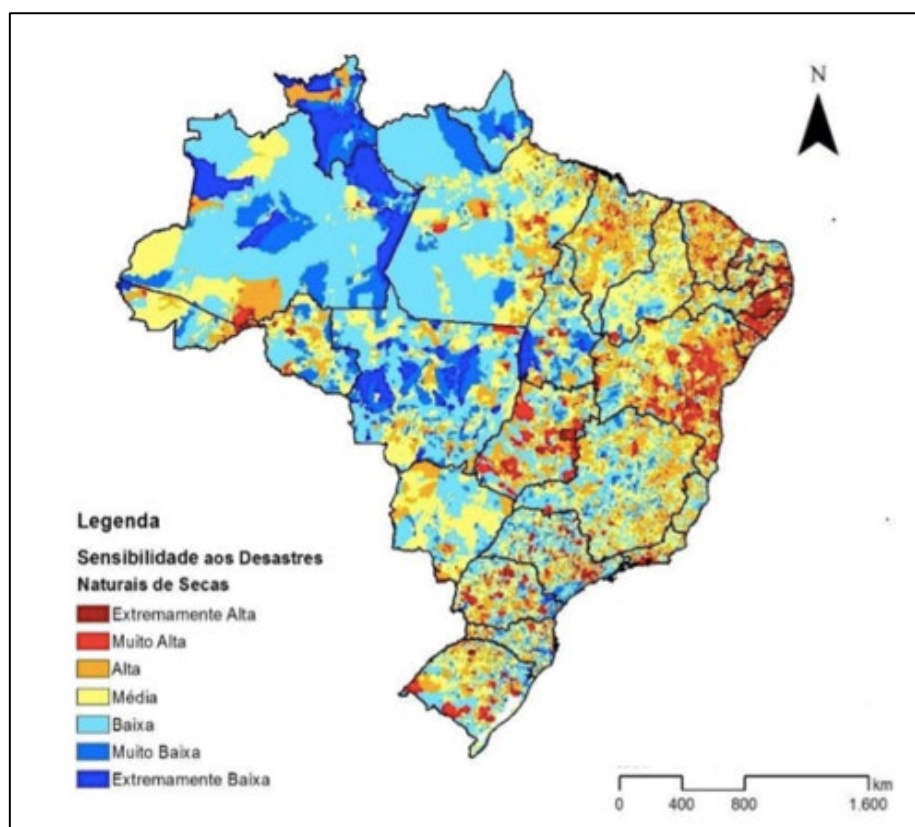 N
Legenda
Sensibilidade aos Desastres
Naturais de Secas
Extremamente Alta
Muito Alta
Alta
Média
Baixa
Muito Baixa
Extremamente Baixa
km
0 400 800 1.600